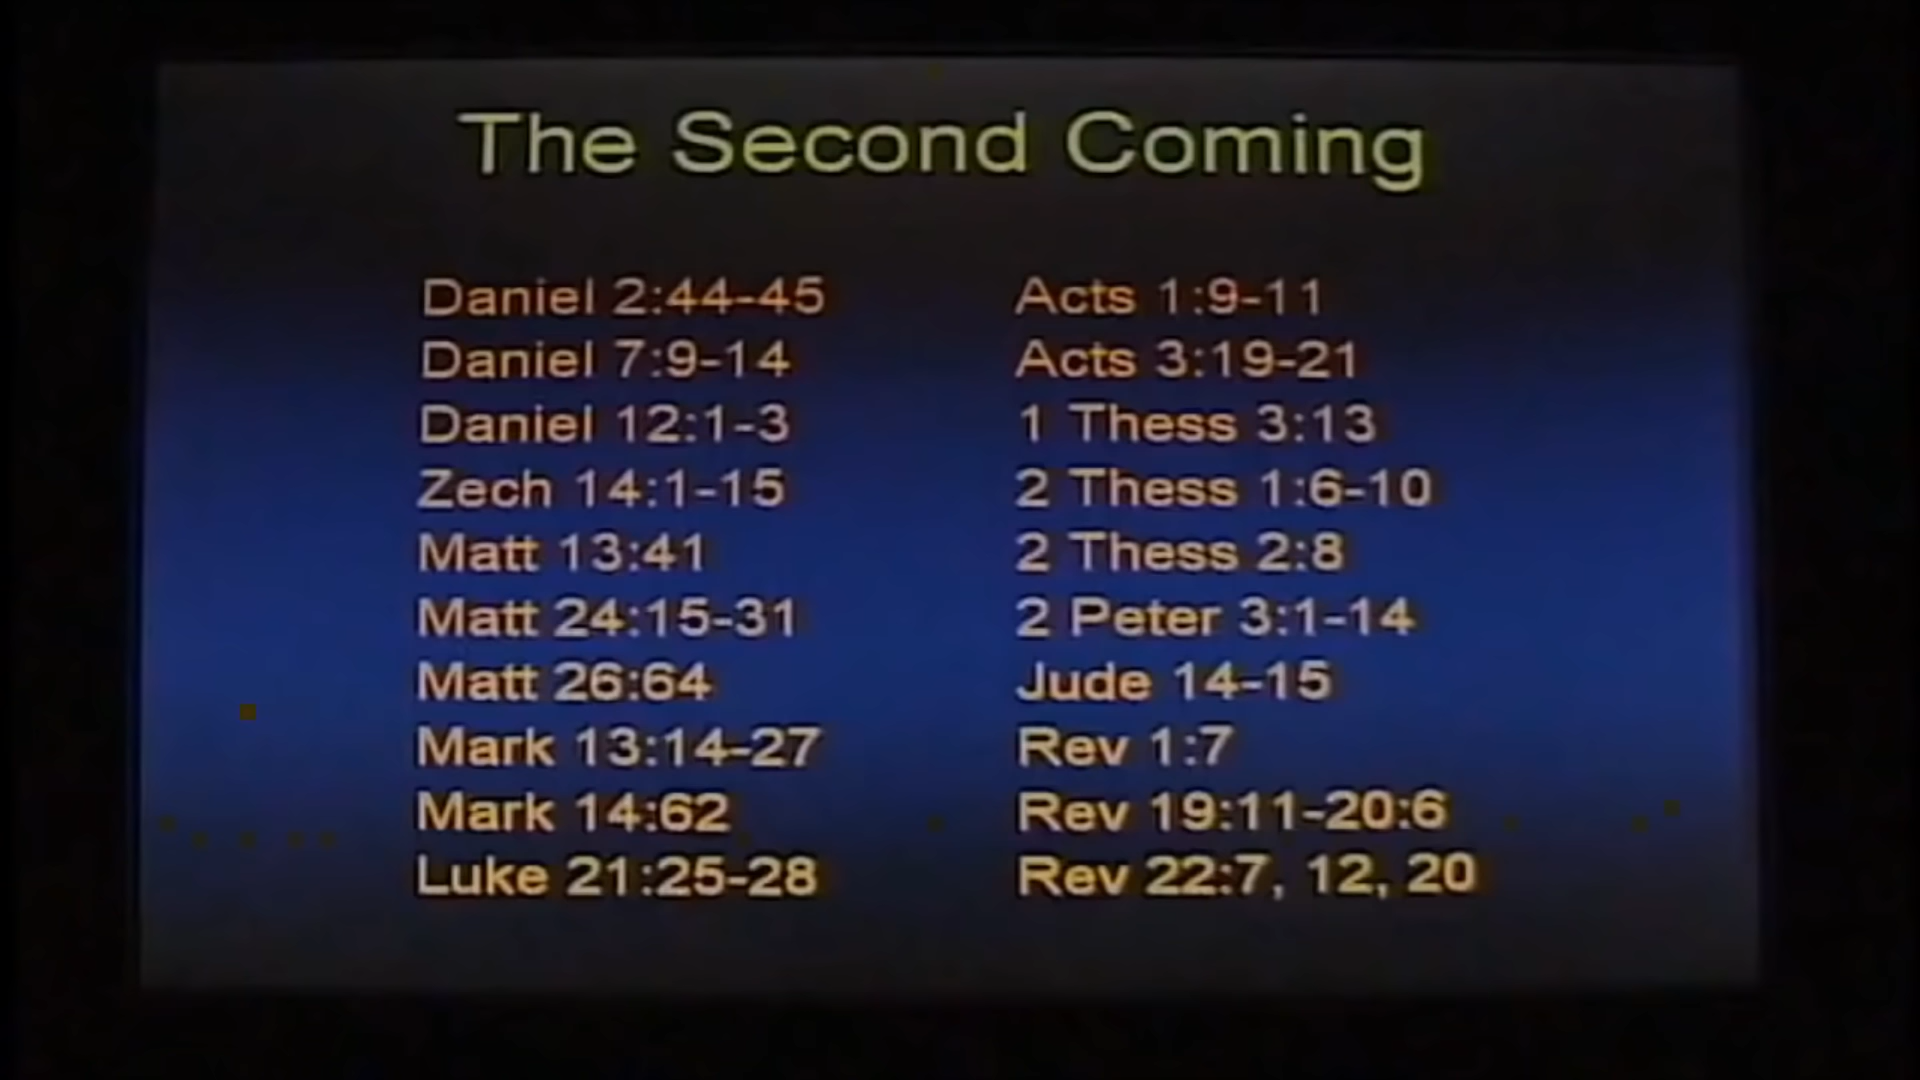 The Second Coming
Daniel 2:44-45
Daniel 7:9-14
Daniel 12:1-3
Zech 14:1-15
Matt 13:41
Matt 24:15-31
Matt 26:64
Mark 13:14-27
Mark 14:62
Luke 21:25-28
Acts 1:9-11
Acts 3:19-21
1 Thess 3:13
2 Thess 1:6-10
2 Thess 2:8
2 Peter 3:1-14
Jude 14-15
Rev 1:7
Rev 19:11-20:6
Rev 22:7, 12, 20